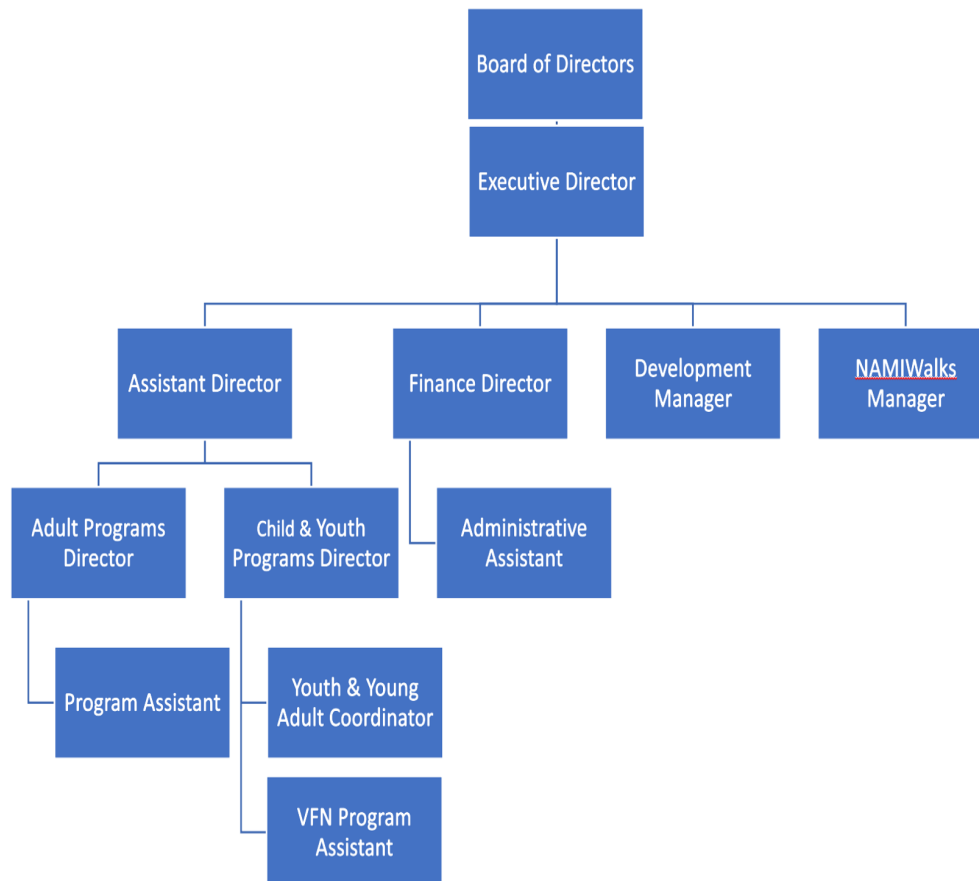 Board of Directors
Executive Director
Assistant Director
Finance Director
Development
Manager
NAMIWalks
Manager
Adult Programs
Director
Child & Youth
Programs Director
Administrative
Assistant
Program Assistant
Youth & Young
Adult Coordinator
VFN Program
Assistant